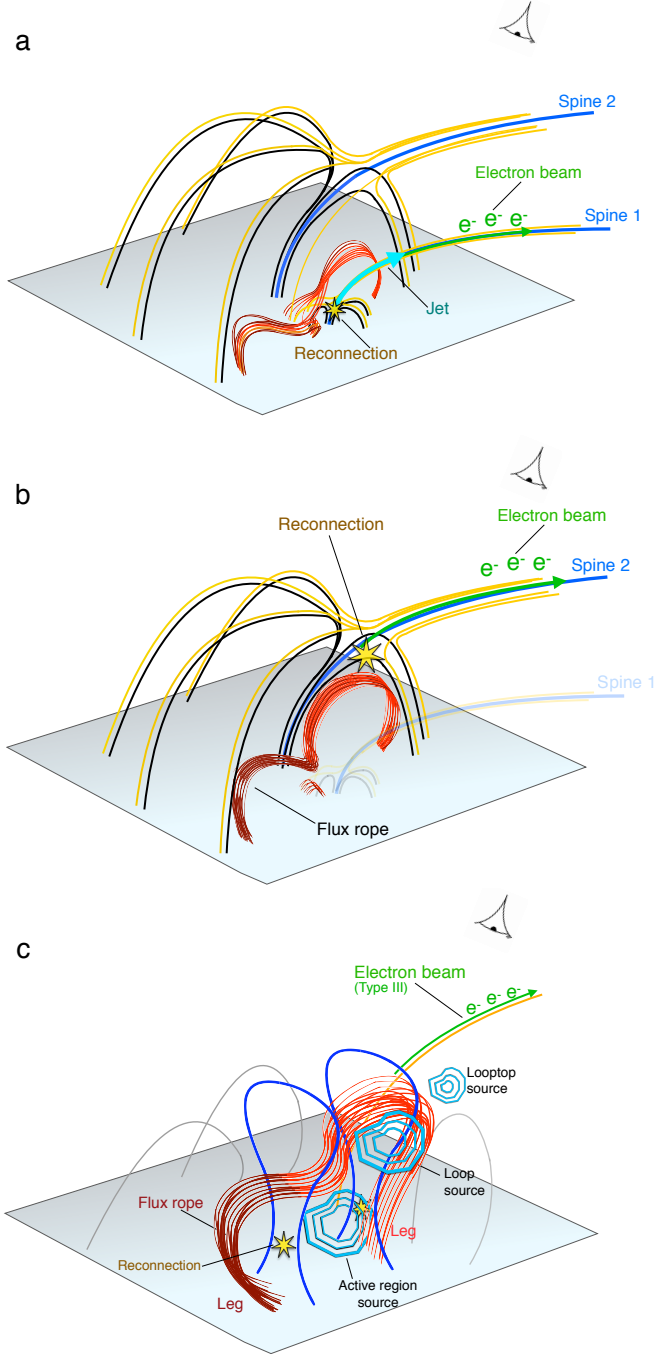 a
Spine 2
Electron beam
e- e- e-
Spine 1
Jet
Reconnection
b
Reconnection
Electron beam
e- e- e-
Spine 2
Spine 1
Flux rope
c
Electron beam
(Type III)
e- e- e-
Looptop
source
Loop
source
Flux rope
Leg
Reconnection
Active region
source
Leg